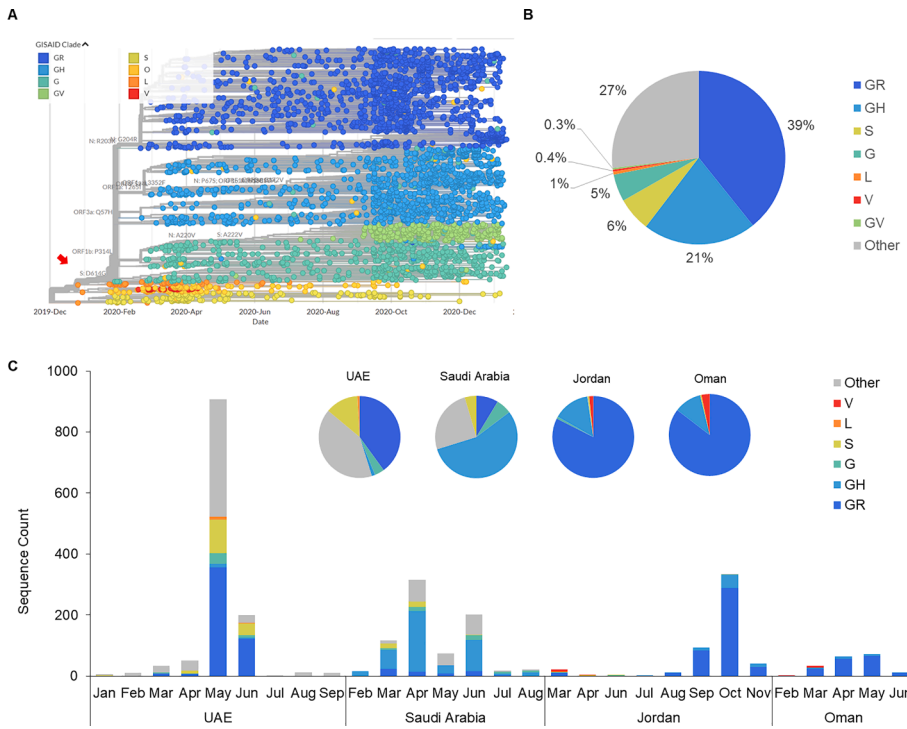 A
B
GISAID Clade
GR
GH
G
GV
S
O
L
V
N: G204R
ORF3a: Q57H
N: A220V
S: A222V
ORF1b: P314L
S: D614G
2019-Dec
2020-Feb
2020-Apr
2020-Jun
2020-Aug
2020-Oct
2020-Dec
Date
27%
0.3%
0.4%
1%
5%
6%
21%
39%
GR
GH
S
G
L
V
GV
Other
C
UAE
Saudi Arabia
Jordan
Oman
Other
V
L
S
G
GH
GR
Sequence Count
1000
800
600
400
200
0
Jan Feb Mar Apr May Jun Jul Aug Sep Feb Mar Apr May Jun Jul Aug Mar Apr Jun Jul Aug Sep Oct Nov Feb Mar Apr May Jun
UAE Saudi Arabia Jordan Oman